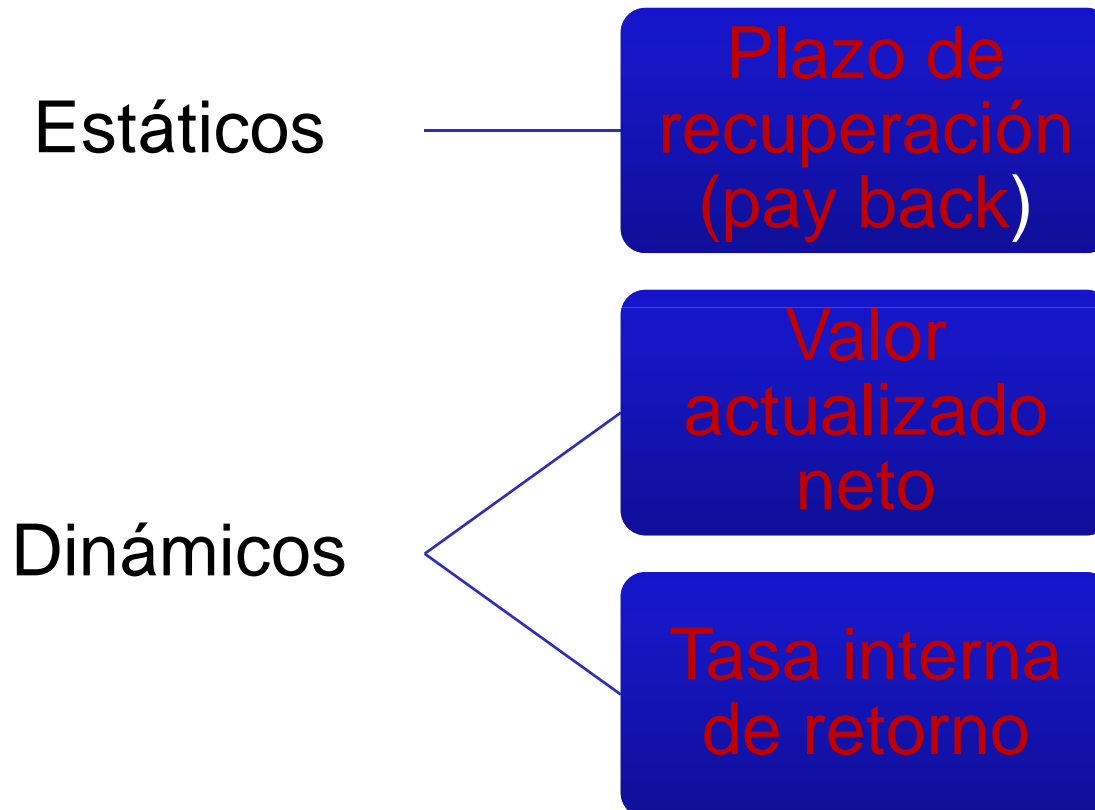 Estáticos
Plazo de
recuperación
(pay back)
Valor
actualizado
neto
Dinámicos
Tasa interna
de retorno